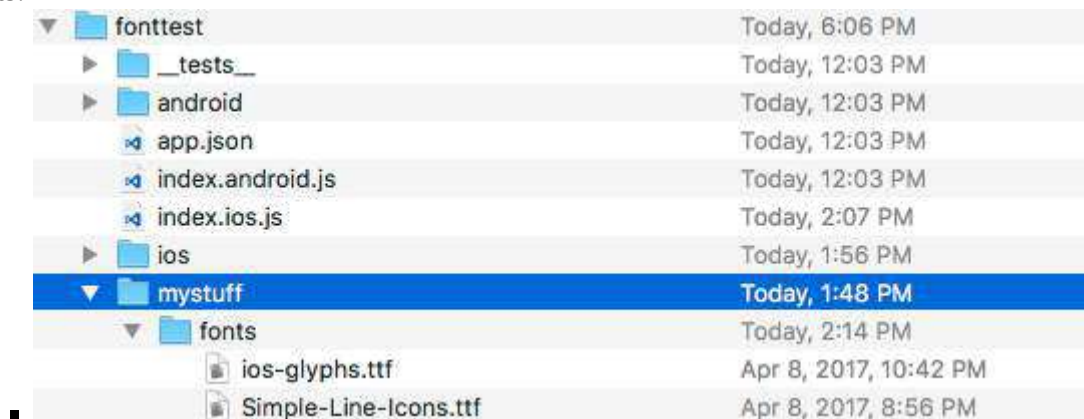 fonttest Today, 6:06 PM
__tests__ Today, 12:03 PM
android Today, 12:03 PM
app.json Today, 12:03 PM
index.android.js Today, 12:03 PM
index.ios.js Today, 2:07 PM
ios Today, 1:56 PM
mystuff Today, 1:48 PM
fonts Today, 2:14 PM
ios-glyphs.ttf Apr 8, 2017, 10:42 PM
Simple-Line-Icons.ttf Apr 8, 2017, 8:56 PM